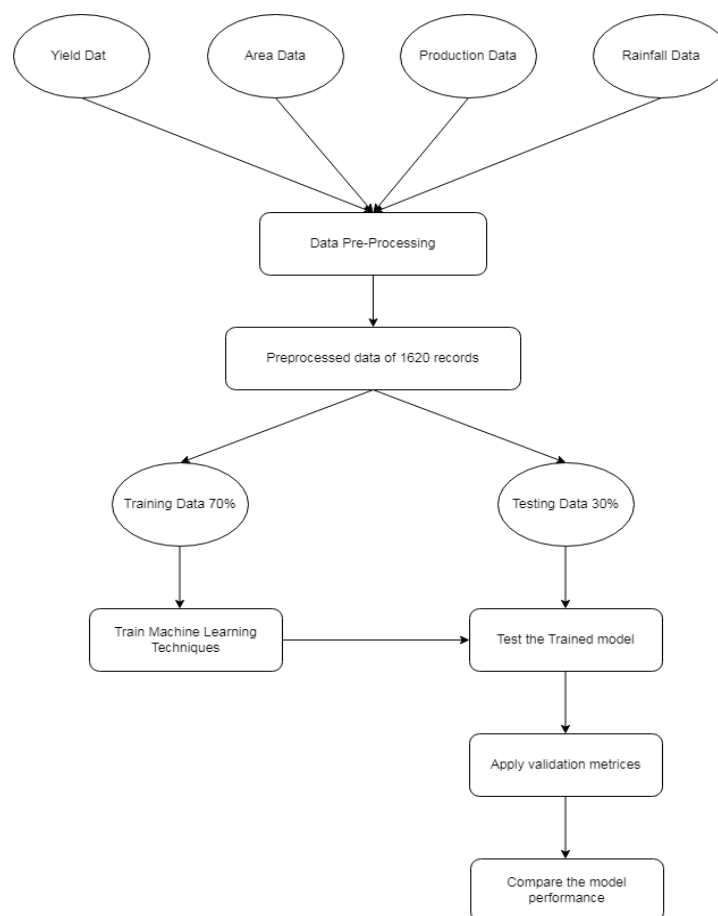 Yield Dat
Area Data
Production Data
Rainfall Data
Data Pre-Processing
Preprocessed data of 1620 records
Training Data 70%
Testing Data 30%
Train Machine Learning
Techniques
Test the Trained model
Apply validation metrices
Compare the model
performance